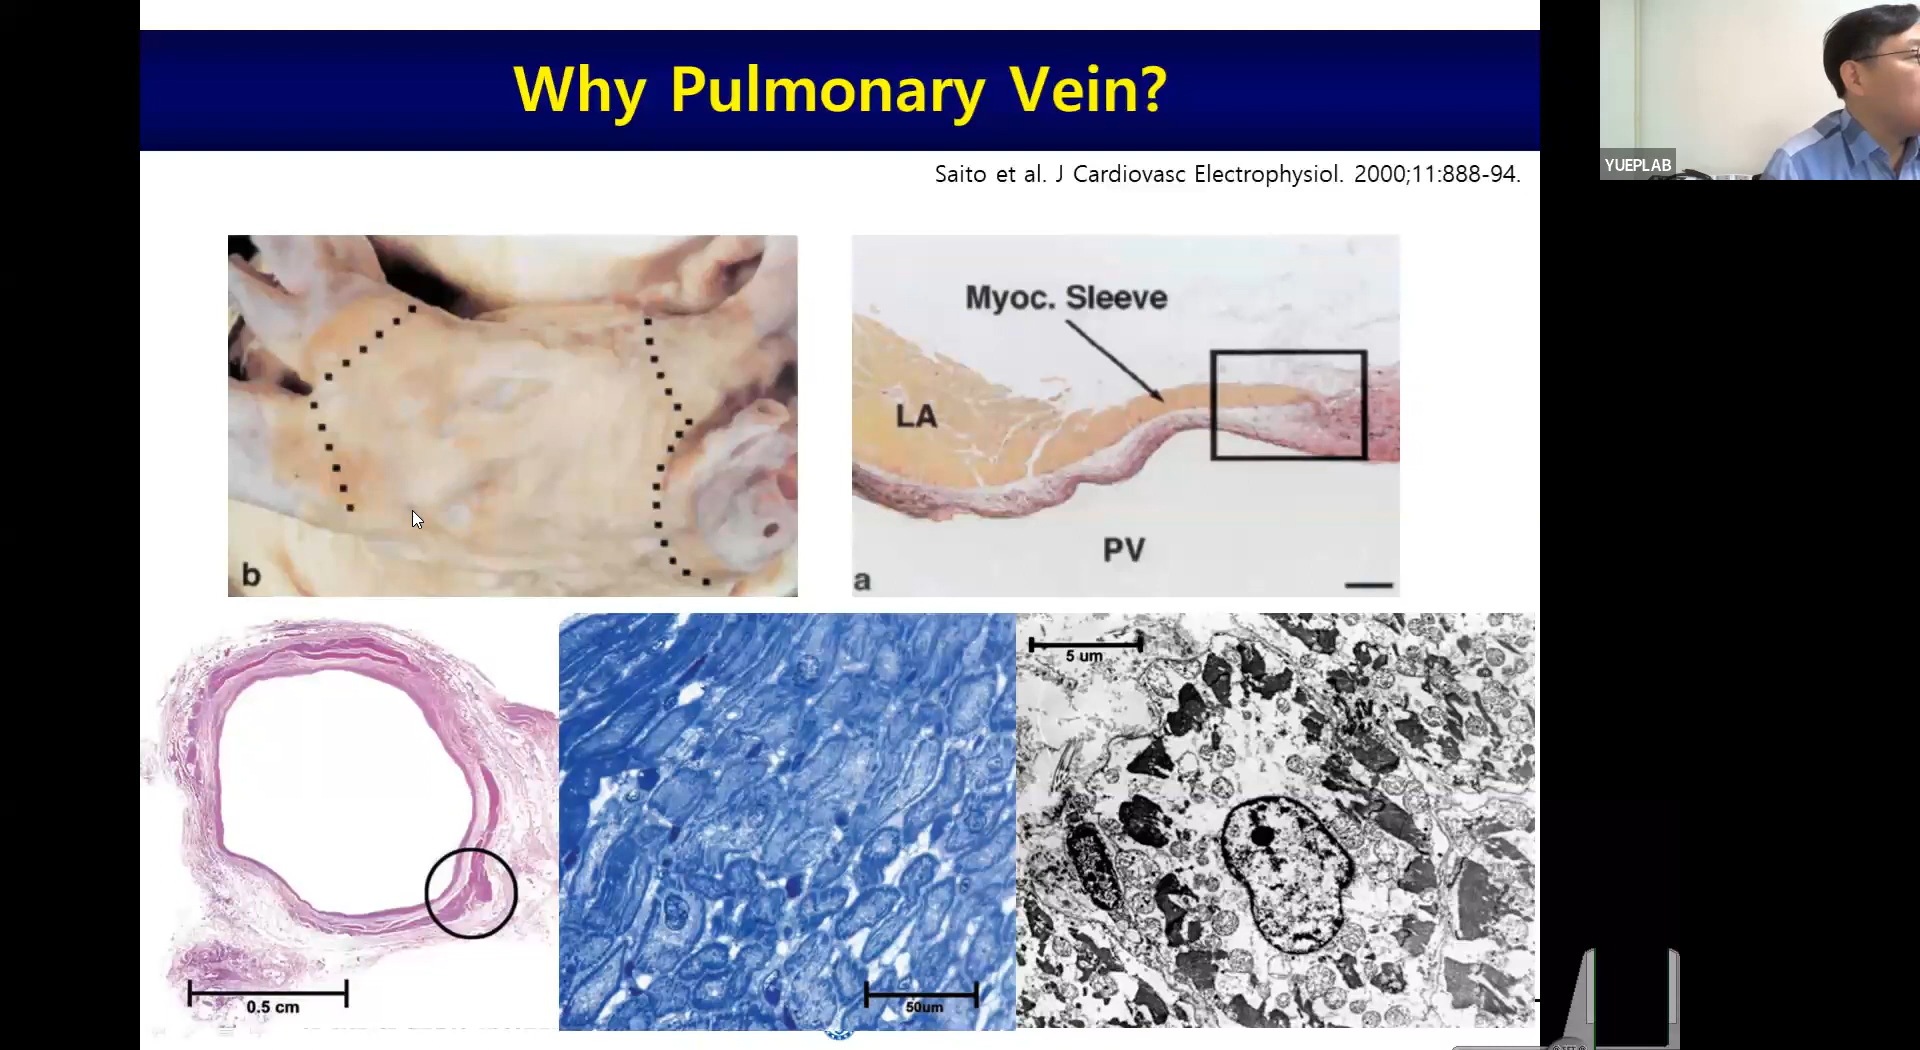 Why Pulmonary Vein?
YUEPLAB
Saito et al. J Cardiovasc Electrophysiol. 2000;11:888-94.
b
Myoc. Sleeve
LA
PV
a
0.5 cm
50um
5 um